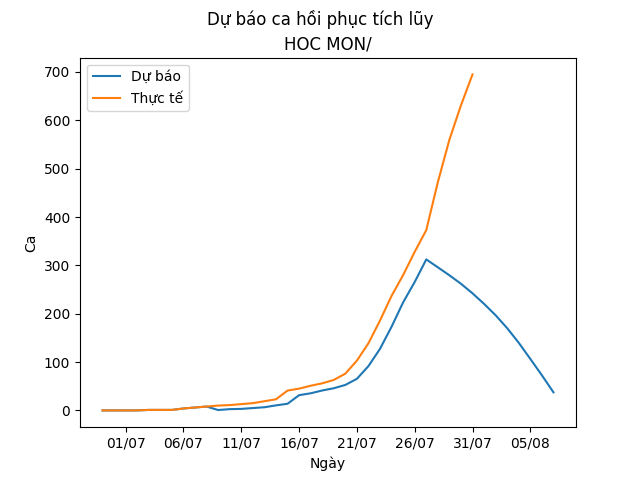 Dự báo ca hồi phục tích lũy
HOC MON/
Dự báo
Thực tế
Ca
700
600
500
400
300
200
100
0
01/07 06/07 11/07 16/07 21/07 26/07 31/07 05/08
Ngày